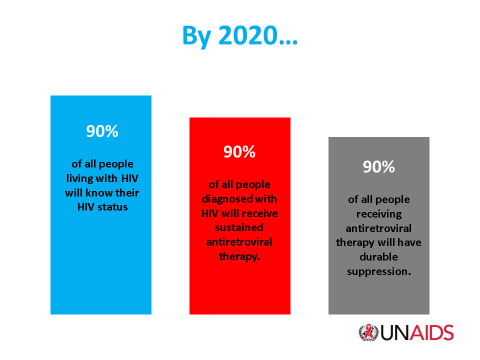 By 2020...
90%
of all people
living with HIV
will know their
HIV status
90%
of all people
diagnosed with
HIV will receive
sustained
antiretroviral
therapy.
90%
of all people
receiving
antiretroviral
therapy will have
durable
suppression.
UNAIDS